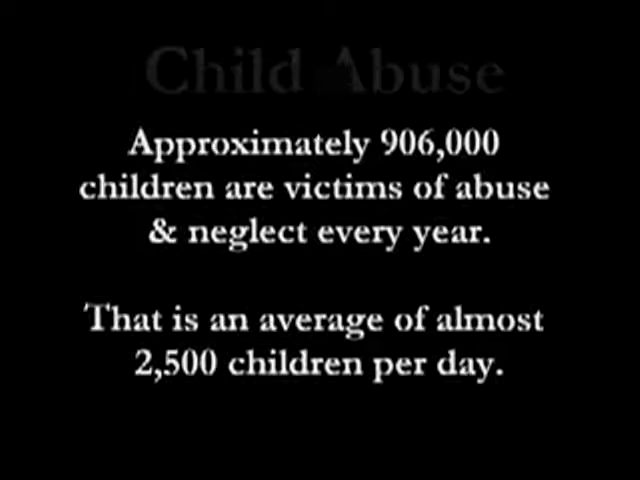 Child Abuse
Approximately 906,000
children are victims of abuse
& neglect every year.
That is an average of almost
2,500 children per day.